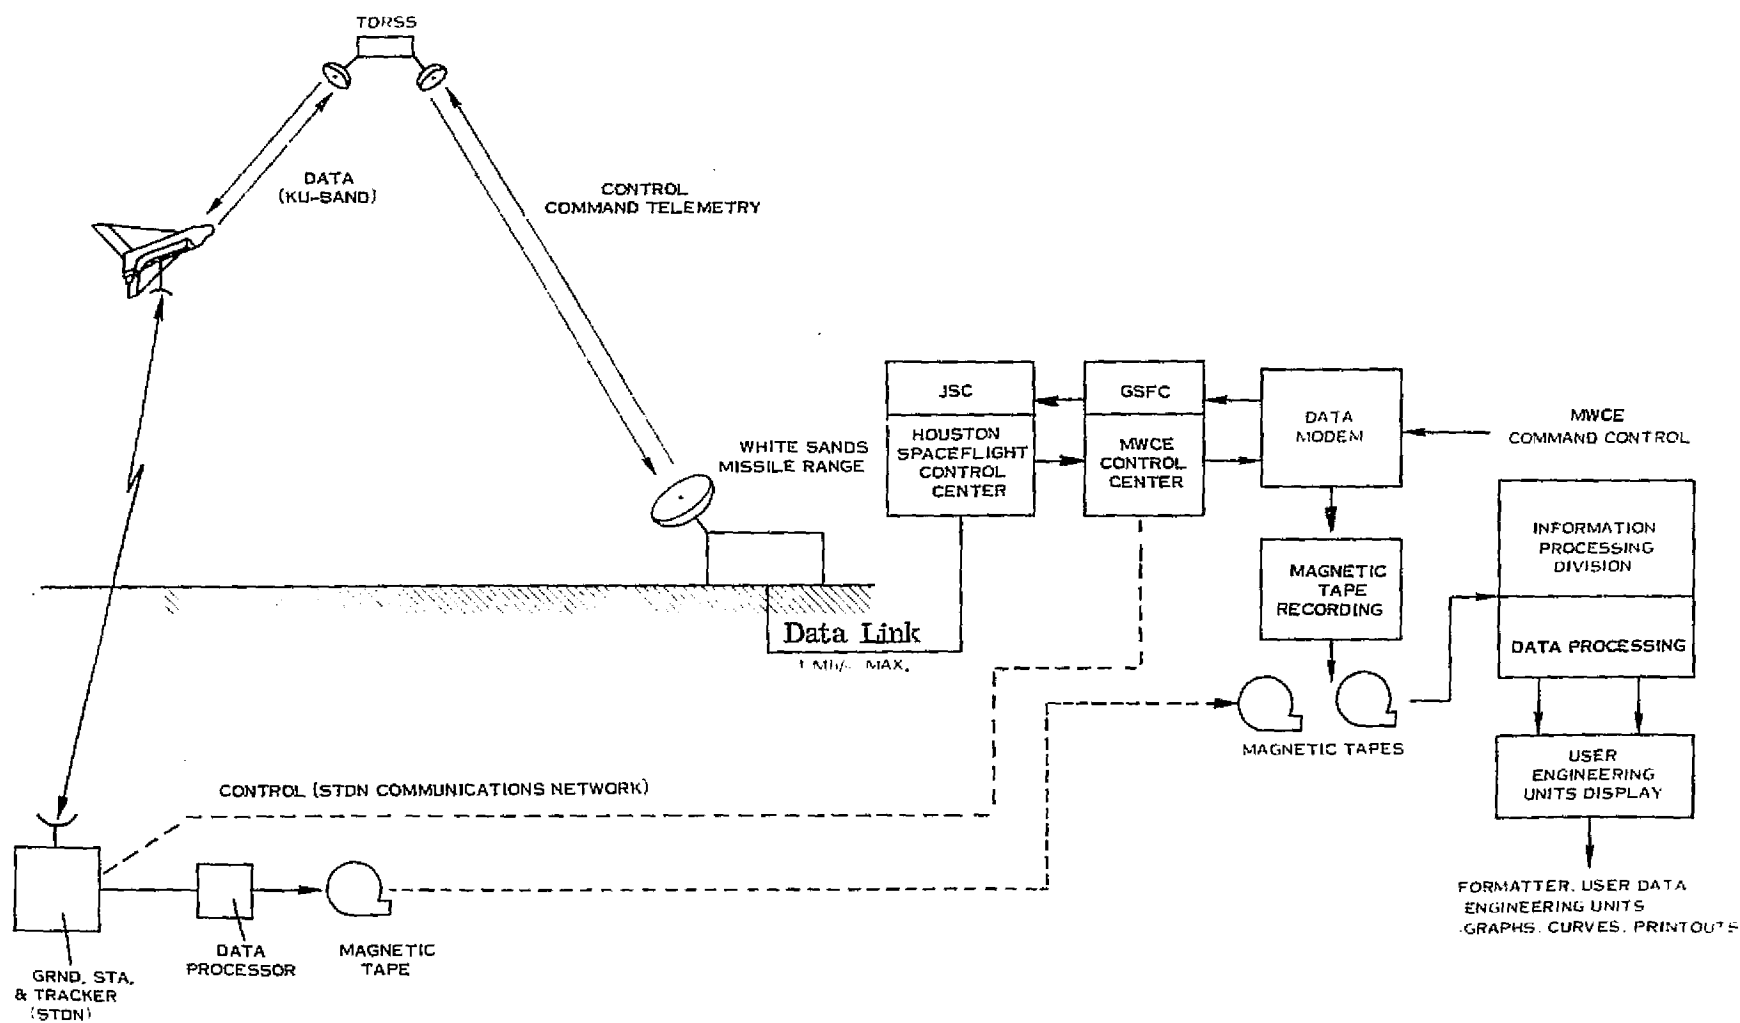 TDRSS
DATA
(KU-BAND)
CONTROL
COMMAND TELEMETRY
WHITE SANDS
MISSILE RANGE
JSC
HOUSTON
SPACEFLIGHT
CONTROL
CENTER
GSFC
MWCE
CONTROL
CENTER
DATA
MODEM
MWCE
COMMAND CONTROL
MAGNETIC
TAPE
RECORDING
INFORMATION
PROCESSING
DIVISION
DATA PROCESSING
Data Link
MAX.
MAGNETIC TAPES
USER
ENGINEERING
UNITS DISPLAY
CONTROL (STDN COMMUNICATIONS NETWORK)
FORMATTER, USER DATA
ENGINEERING UNITS
GRAPHS, CURVES, PRINTOUTS
DATA
PROCESSOR
MAGNETIC
TAPE
GRND. STA.
& TRACKER
(STDN)